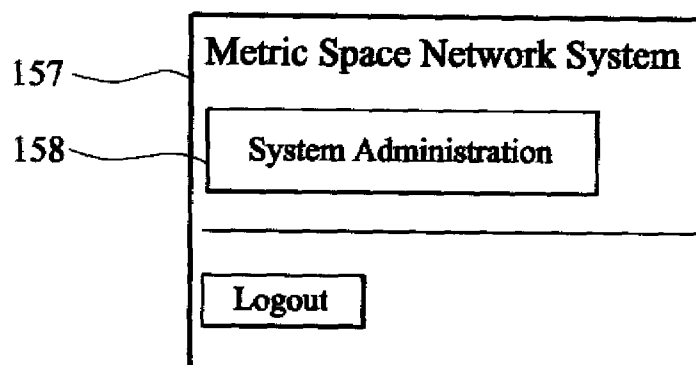 Metric Space Network System
157
158
System Administration
Logout